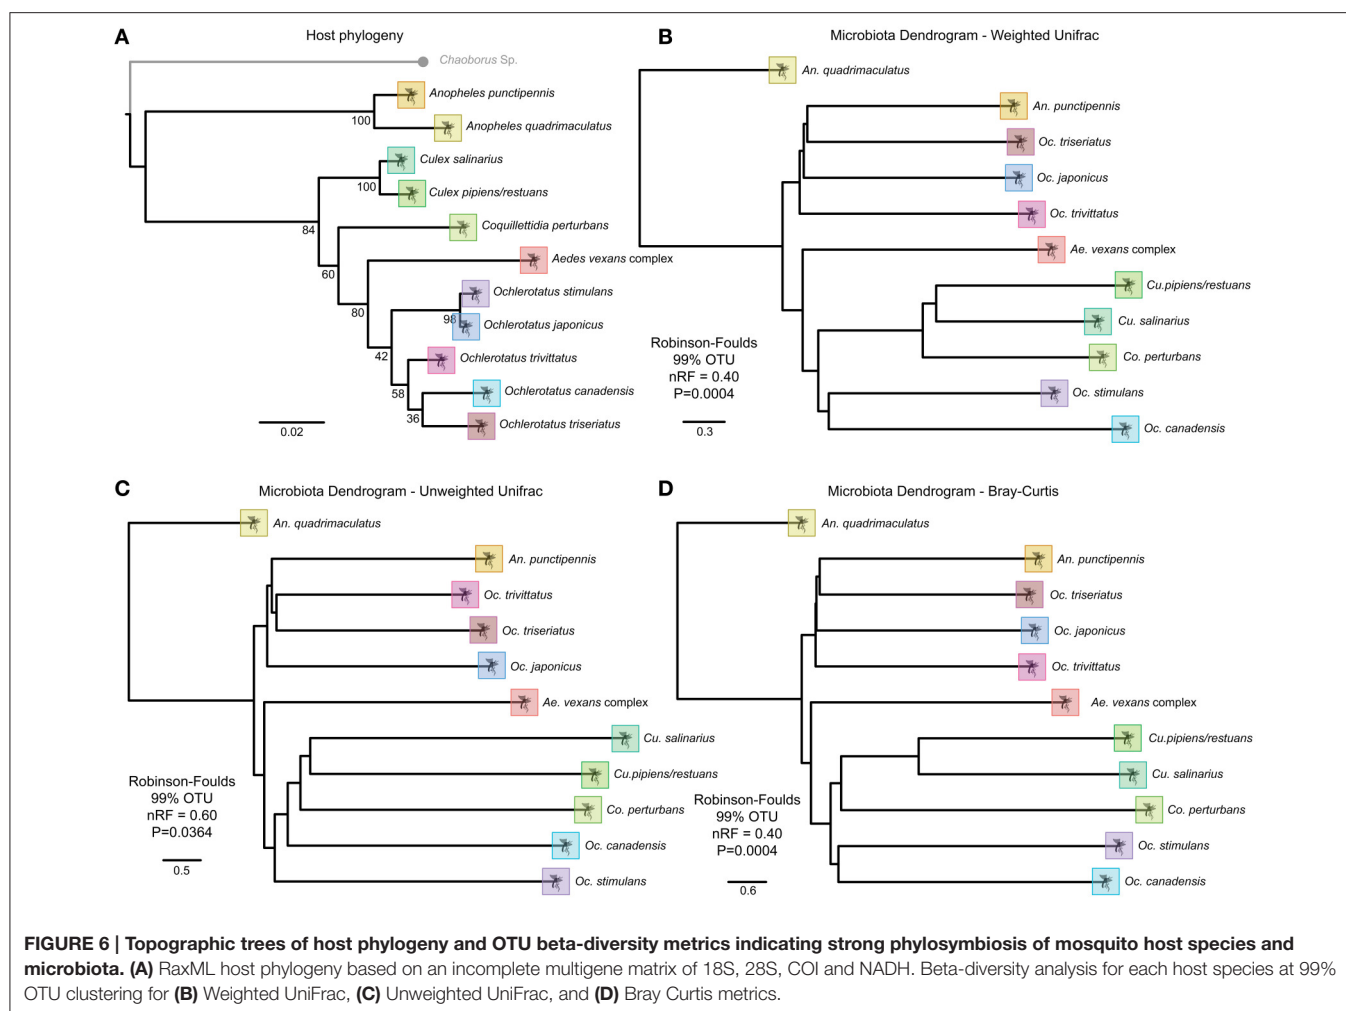 A
Host phylogeny
Chaoborus Sp.
Anopheles punctipennis
100
Anopheles quadrimaculatus
Culex salinarius
100
Culex pipiens/restuans
84
Coquillettidia perturbans
60
Aedes vexans complex
80
Ochlerotatus stimulans
98
Ochlerotatus japonicus
42
Ochlerotatus trivittatus
58
Ochlerotatus canadensis
36
Ochlerotatus triseriatus
0.02
B
Microbiota Dendrogram - Weighted Unifrac
An. quadrimaculatus
An. punctipennis
Oc. triseriatus
Oc. japonicus
Oc. trivittatus
Ae. vexans complex
Cu.pipiens/restuans
Cu. salinarius
Co. perturbans
Oc. stimulans
Oc. canadensis
Robinson-Foulds
99% OTU
nRF = 0.40
P=0.0004
0.3
C
Microbiota Dendrogram - Unweighted Unifrac
An. quadrimaculatus
An. punctipennis
Oc. trivittatus
Oc. triseriatus
Oc. japonicus
Ae. vexans complex
Cu. salinarius
Cu.pipiens/restuans
Co. perturbans
Oc. canadensis
Oc. stimulans
Robinson-Foulds
99% OTU
nRF = 0.60
P=0.0364
0.5
D
Microbiota Dendrogram - Bray-Curtis
An. quadrimaculatus
An. punctipennis
Oc. triseriatus
Oc. japonicus
Oc. trivittatus
Ae. vexans complex
Cu.pipiens/restuans
Cu. salinarius
Co. perturbans
Oc. stimulans
Oc. canadensis
Robinson-Foulds
99% OTU
nRF = 0.40
P=0.0004
0.6
FIGURE 6 | Topographic trees of host phylogeny and OTU beta-diversity metrics indicating strong phylosymbiosis of mosquito host species and
microbiota. (A) RaxML host phylogeny based on an incomplete multigene matrix of 18S, 28S, COI and NADH. Beta-diversity analysis for each host species at 99%
OTU clustering for (B) Weighted UniFrac, (C) Unweighted UniFrac, and (D) Bray Curtis metrics.